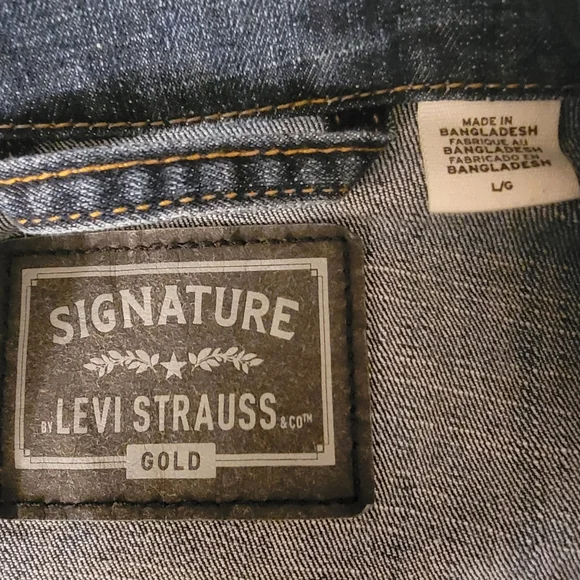 MADE IN
BANGLADESH
FABRIQUE AU
BANGLADESH
FABRICADO EN
BANGLADESH
L/G
SIGNATURE
BY LEVI STRAUSS & CO™
GOLD